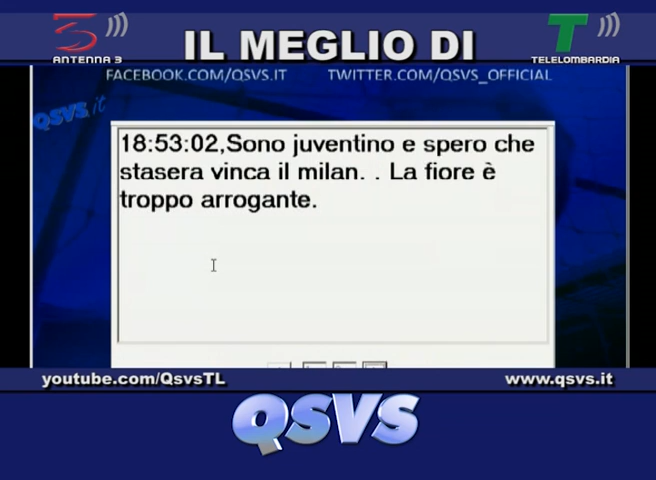 3
ANTENNA 3
IL MEGLIO DI
T
TELELOMBARDIA
FACEBOOK.COM/QSVS.IT TWITTER.COM/QSVS_OFFICIAL
QSVS.it
18:53:02,Sono juventino e spero che
stasera vinca il milan. . La fiore è
troppo arrogante.
youtube.com/QsvsTL
www.qsvs.it
QSVS